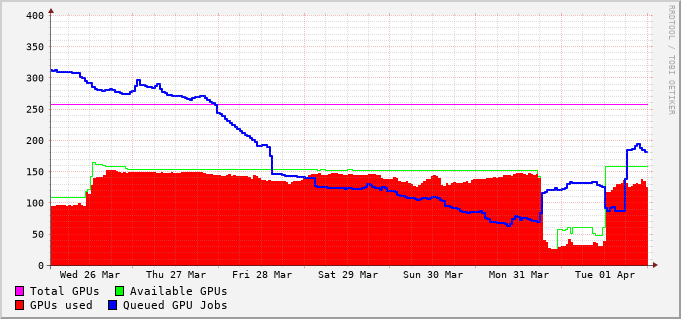 400
350
300
250
200
150
100
50
0
Wed 26 Mar Thu 27 Mar Fri 28 Mar Sat 29 Mar Sun 30 Mar Mon 31 Mar Tue 01 Apr
Total GPUs Available GPUs
GPUs used Queued GPU Jobs
RRDTOOL / TOBI OETIKER